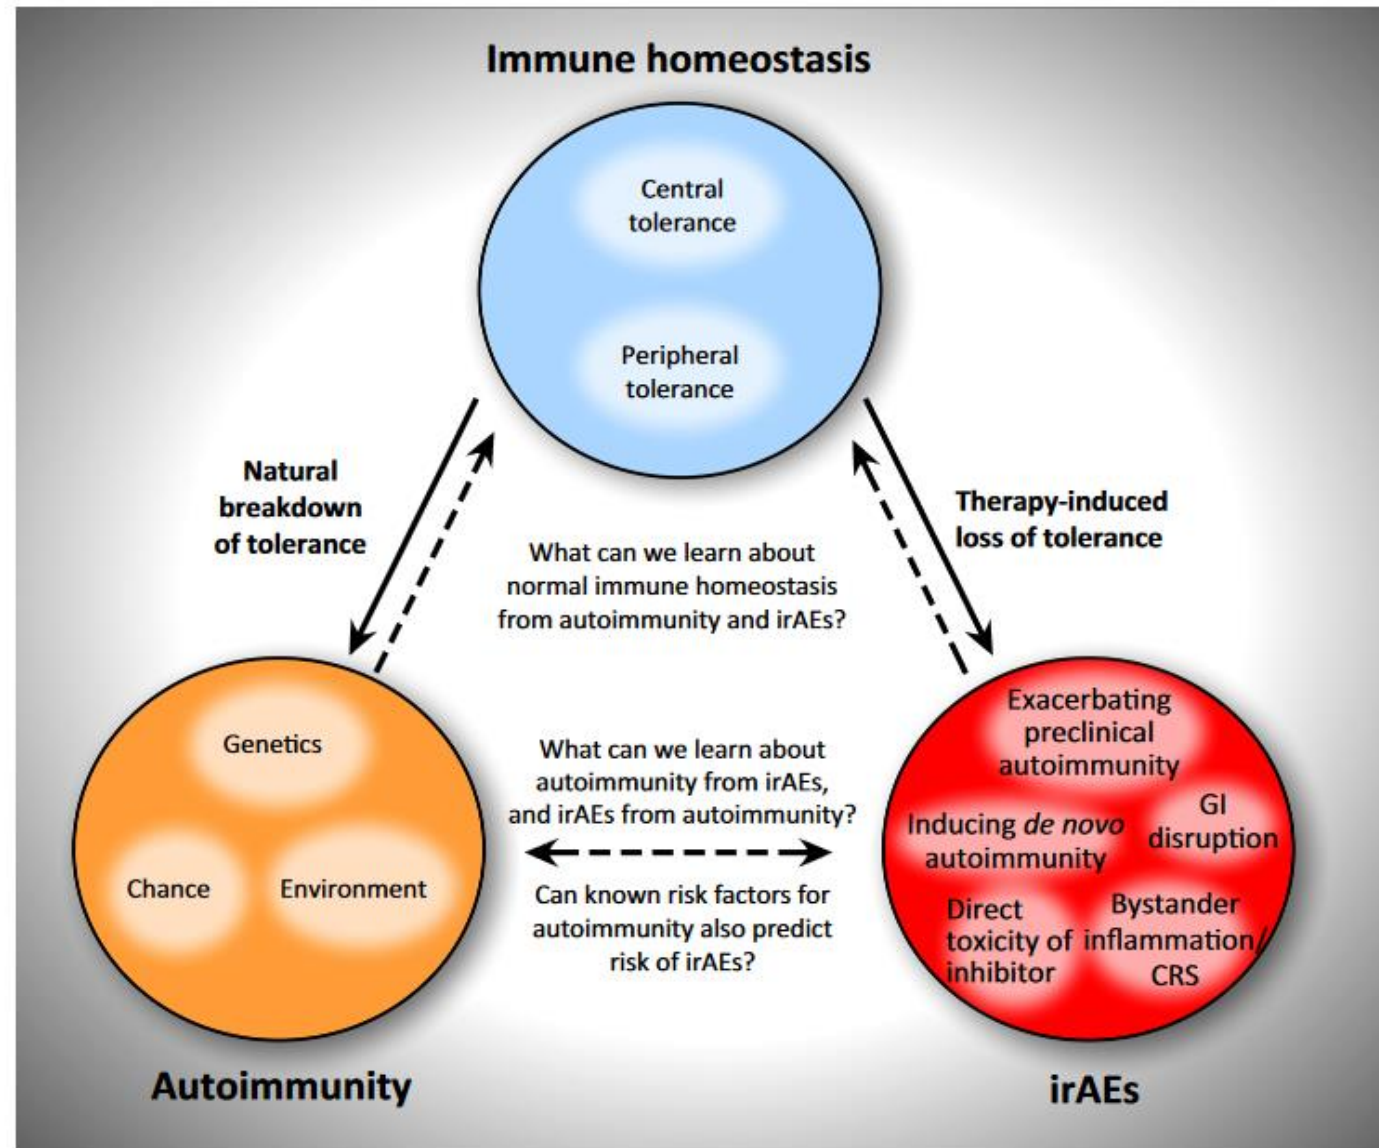 Immune homeostasis
Central
tolerance
Peripheral
tolerance
Natural
breakdown
of tolerance
Therapy-induced
loss of tolerance
What can we learn about
normal immune homeostasis
from autoimmunity and irAEs?
Genetics
Chance
Environment
What can we learn about
autoimmunity from irAEs,
and irAEs from autoimmunity?
Can known risk factors for
autoimmunity also predict
risk of irAEs?
Exacerbating
preclinical
autoimmunity
Inducing de novo
autoimmunity
GI
disruption
Direct
toxicity of
inhibitor
Bystander
inflammation/
CRS
Autoimmunity
irAEs